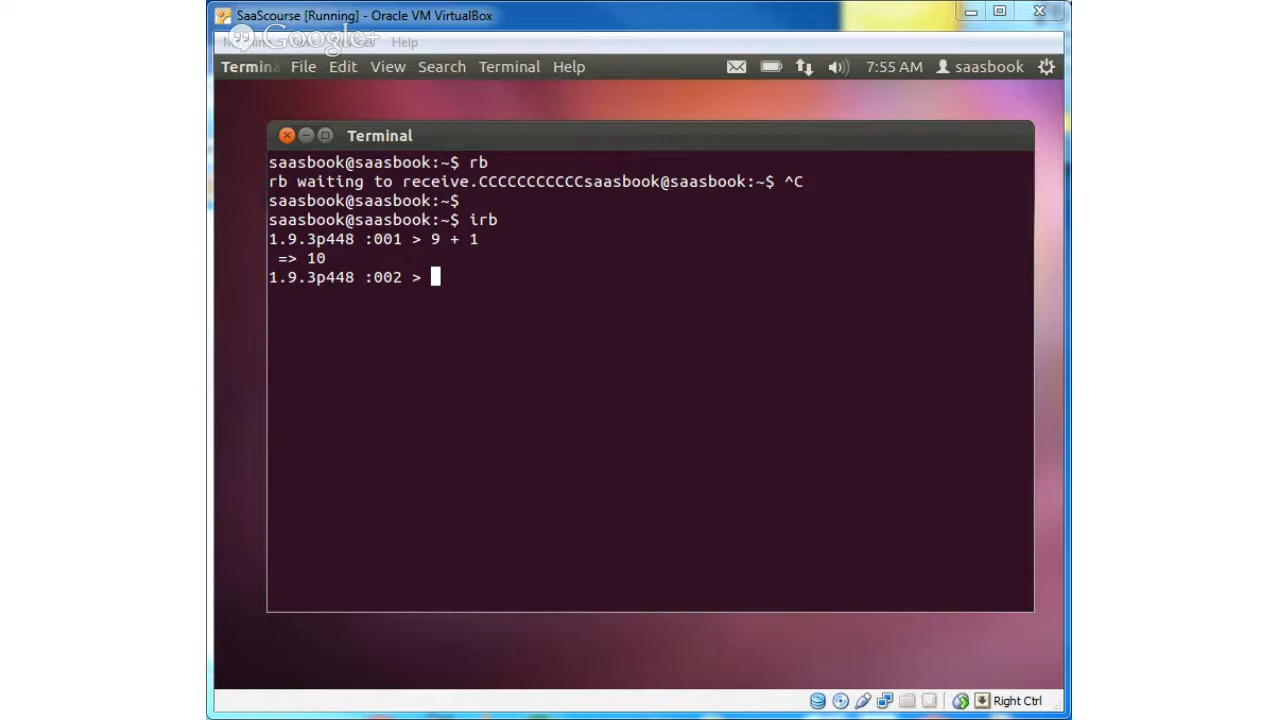 SaaScourse [Running] - Oracle VM VirtualBox
Google+
Help
Termina File Edit View Search Terminal Help 7:55 AM saasbook
Terminal
saasbook@saasbook:~$ rb
rb waiting to receive.CCCCCCCCCCCsaasbook@saasbook:~$ ^C
saasbook@saasbook:~$
saasbook@saasbook:~$ irb
1.9.3p448 :001 > 9 + 1
=> 10
1.9.3p448 :002 >
Right Ctrl